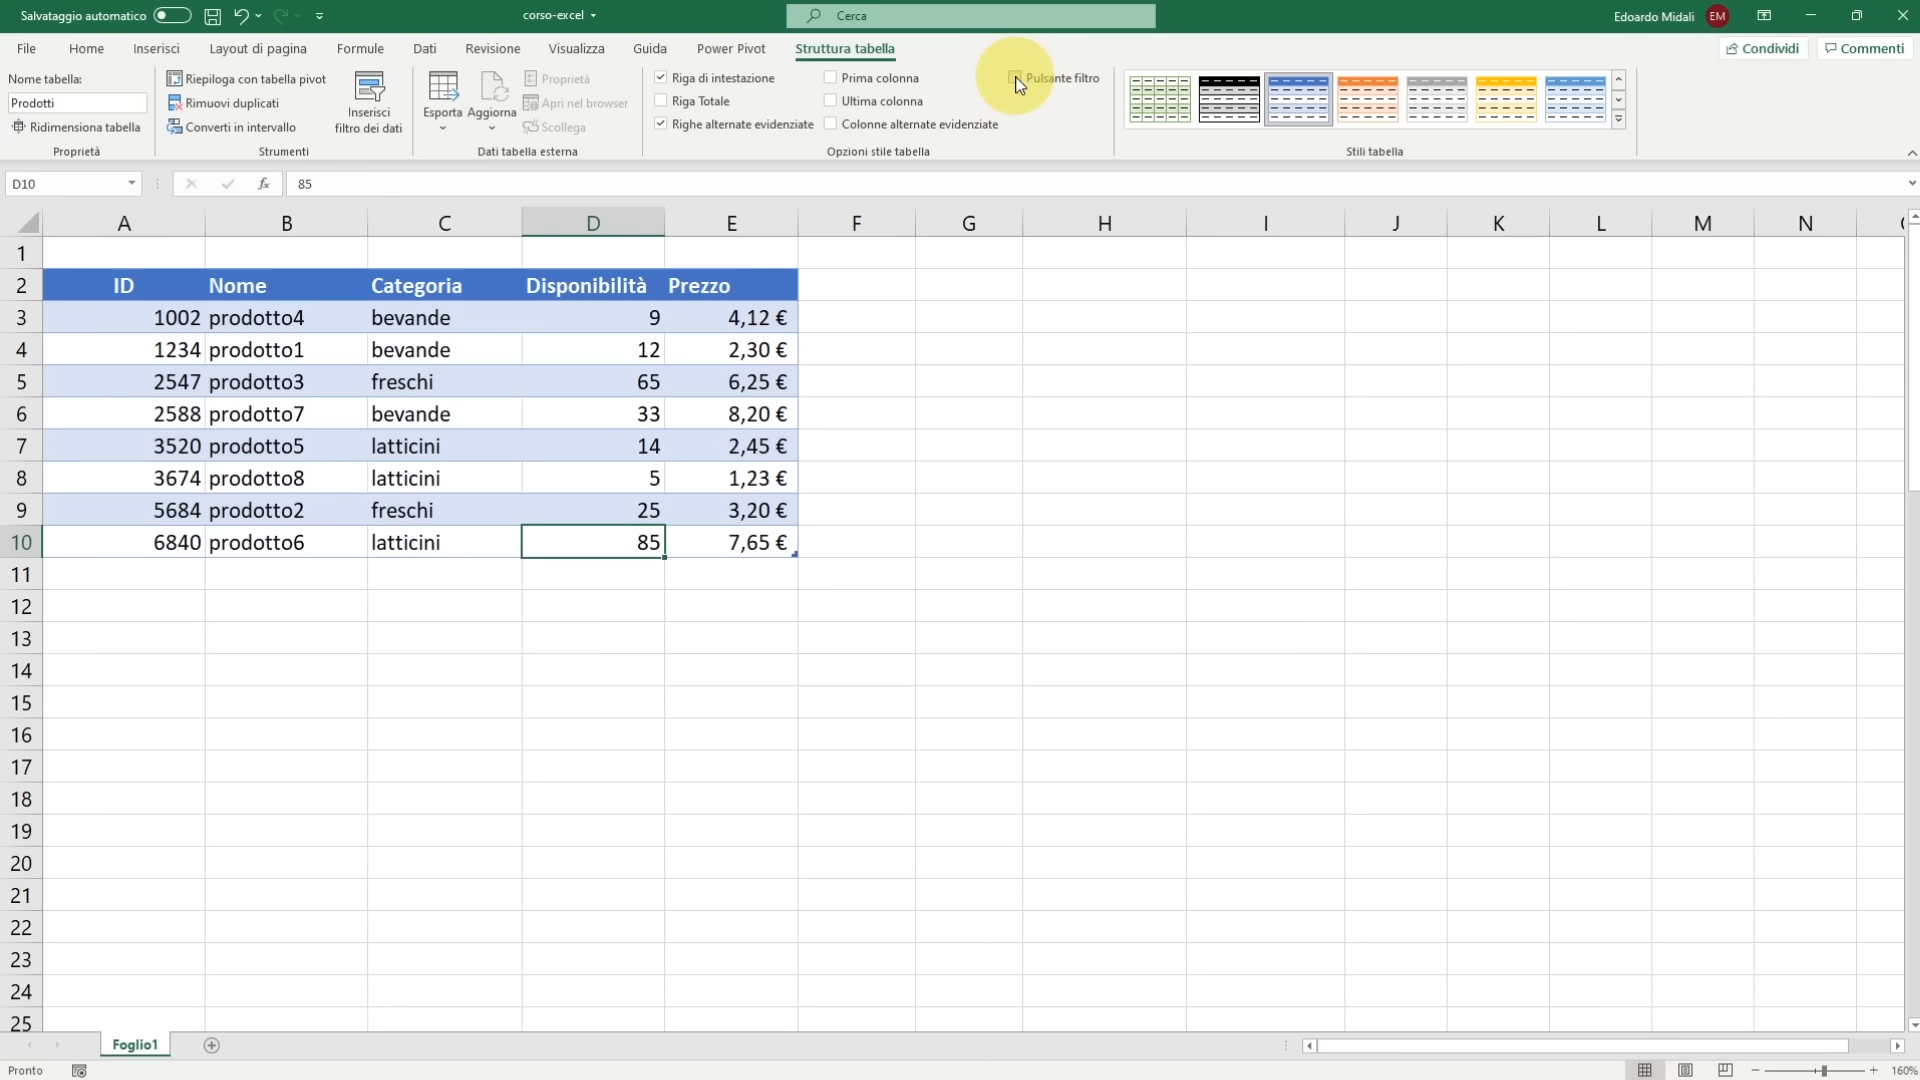 Salvataggio automatico
corso-excel
Cerca
Edoardo Midali EM
File Home Inserisci Layout di pagina Formule Dati Revisione Visualizza Guida Power Pivot Struttura tabella
Condividi Commenti
Nome tabella:
Prodotti
Ridimensiona tabella
Proprietà
Riepiloga con tabella pivot
Rimuovi duplicati
Converti in intervallo
Inserisci
filtro dei dati
Strumenti
Esporta Aggiorna
Proprietà
Apri nel browser
Scollega
Dati tabella esterna
Riga di intestazione Prima colonna Pulsante filtro
Riga Totale Ultima colonna
Righe alternate evidenziate Colonne alternate evidenziate
Opzioni stile tabella
Stili tabella
D10 fx 85
A B C D E F G H I J K L M N
1
2 ID Nome Categoria Disponibilità Prezzo
3 1002 prodotto4 bevande 9 4,12 €
4 1234 prodotto1 bevande 12 2,30 €
5 2547 prodotto3 freschi 65 6,25 €
6 2588 prodotto7 bevande 33 8,20 €
7 3520 prodotto5 latticini 14 2,45 €
8 3674 prodotto8 latticini 5 1,23 €
9 5684 prodotto2 freschi 25 3,20 €
10 6840 prodotto6 latticini 85 7,65 €
11
12
13
14
15
16
17
18
19
20
21
22
23
24
25
Foglio1
Pronto
160%